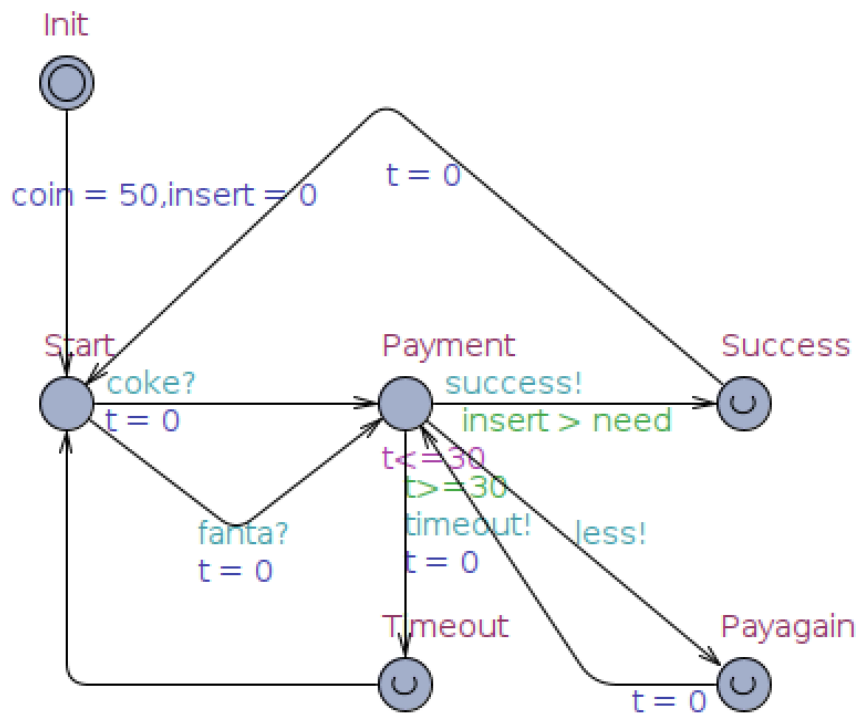 Init
coin = 50,insert = 0
t = 0
Start
Payment
Success
coke?
success!
t = 0
insert > need
t<=30
t>=30
fanta?
timeout!
less!
t = 0
t = 0
Timeout
Payagain
t = 0